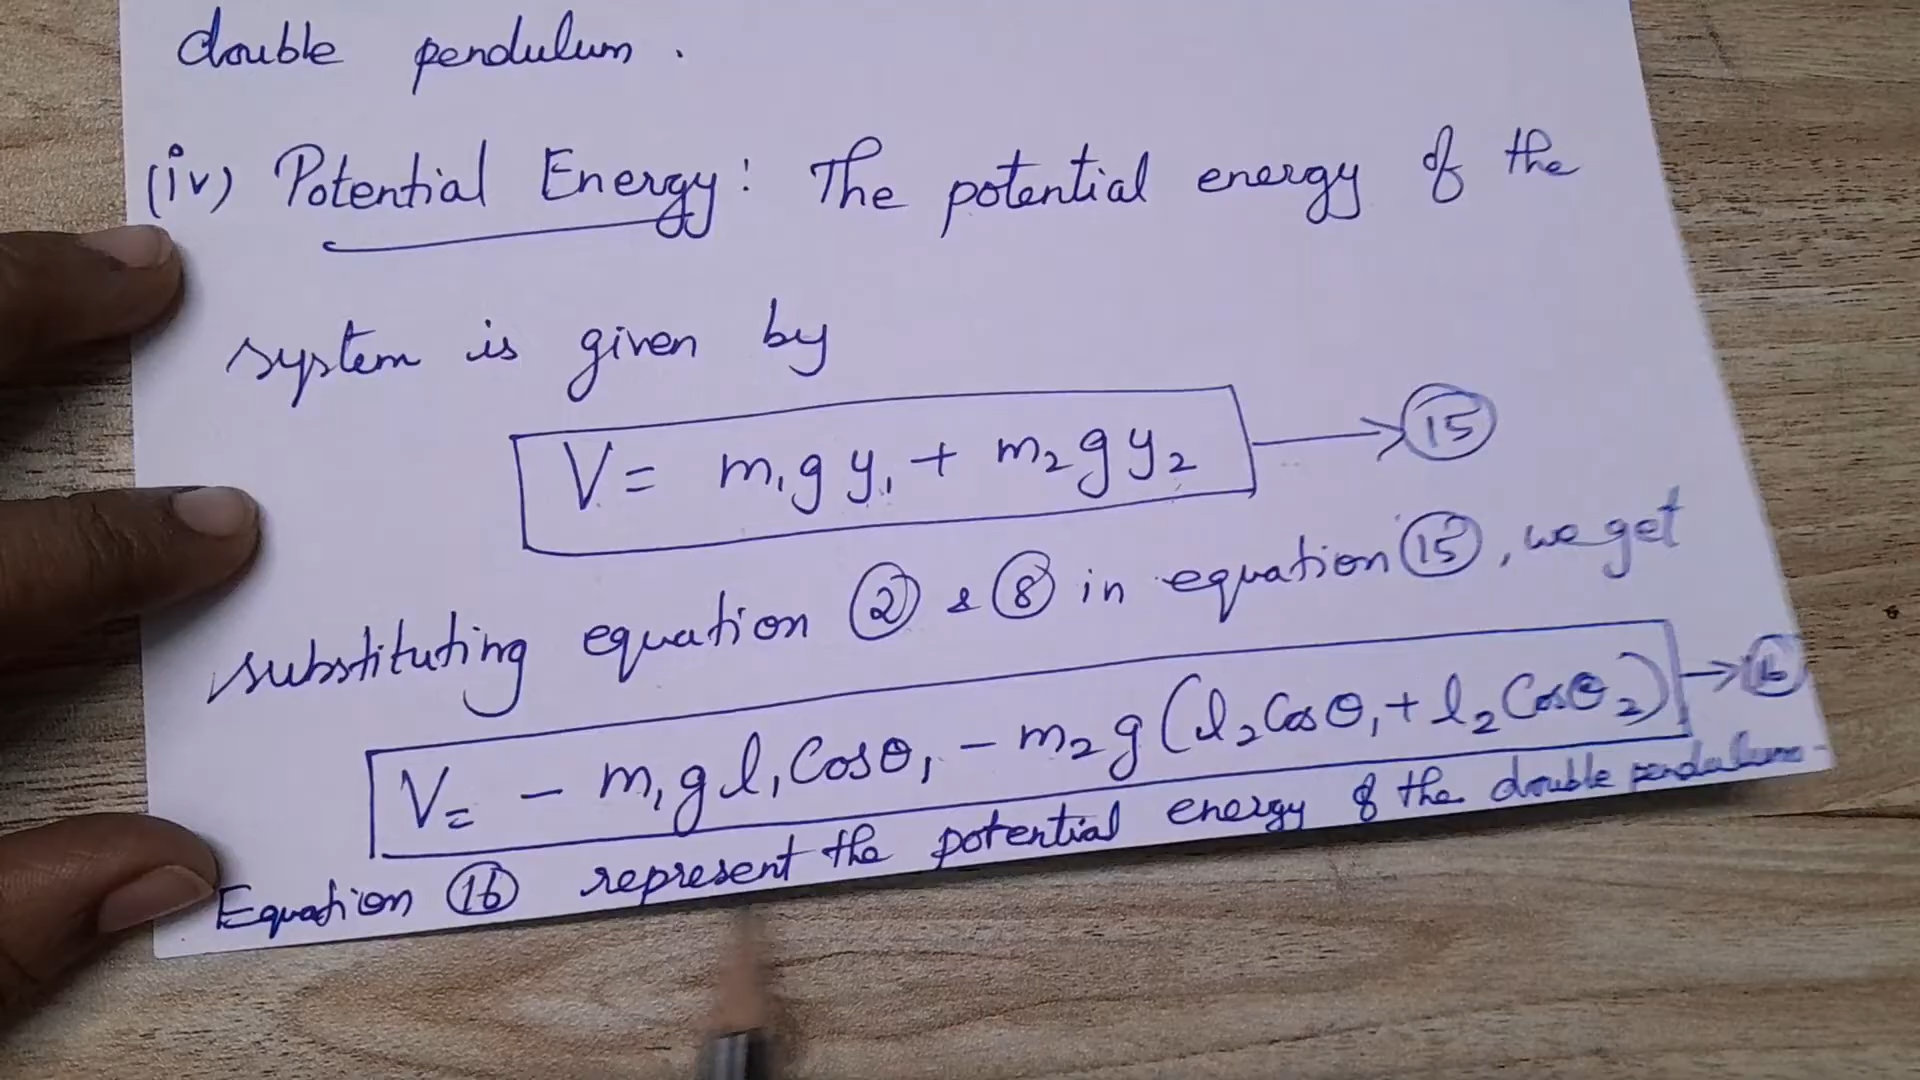 double pendulum.
(iv) Potential Energy: The potential energy of the
system is given by
V = m₁gy₁ + m₂gy₂ → (15)
substituting equation (2) & (8) in equation (15), we get
V = - m₁gl₁Cosθ₁ - m₂g(l₂Cosθ₁ + l₂Cosθ₂) → (16)
Equation (16) represent the potential energy of the double pendulum.